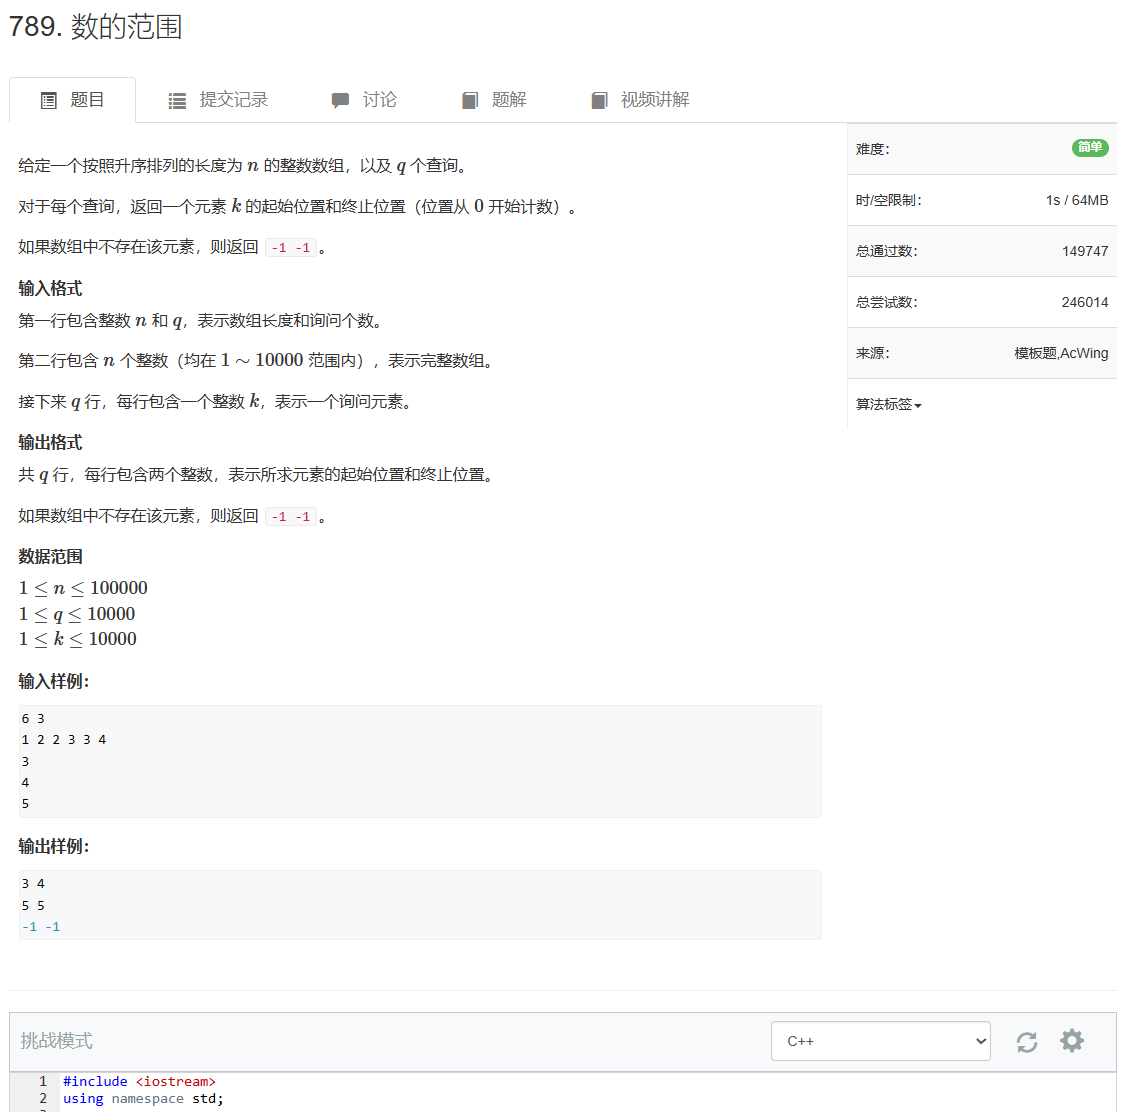 789. 数的范围
题目 提交记录 讨论 题解 视频讲解
给定一个按照升序排列的长度为 n 的整数数组，以及 q 个查询。
对于每个查询，返回一个元素 k 的起始位置和终止位置（位置从 0 开始计数）。
如果数组中不存在该元素，则返回 -1 -1 。
输入格式
第一行包含整数 n 和 q，表示数组长度和询问个数。
第二行包含 n 个整数（均在 1 ∼ 10000 范围内），表示完整数组。
接下来 q 行，每行包含一个整数 k，表示一个询问元素。
输出格式
共 q 行，每行包含两个整数，表示所求元素的起始位置和终止位置。
如果数组中不存在该元素，则返回 -1 -1 。
数据范围
1 ≤ n ≤ 100000
1 ≤ q ≤ 10000
1 ≤ k ≤ 10000
输入样例：
6 3
1 2 2 3 3 4
3
4
5
输出样例：
3 4
5 5
-1 -1
难度： 简单
时/空限制： 1s / 64MB
总通过数： 149747
总尝试数： 246014
来源： 模板题,AcWing
算法标签
挑战模式 C++
1 #include <iostream>
2 using namespace std;